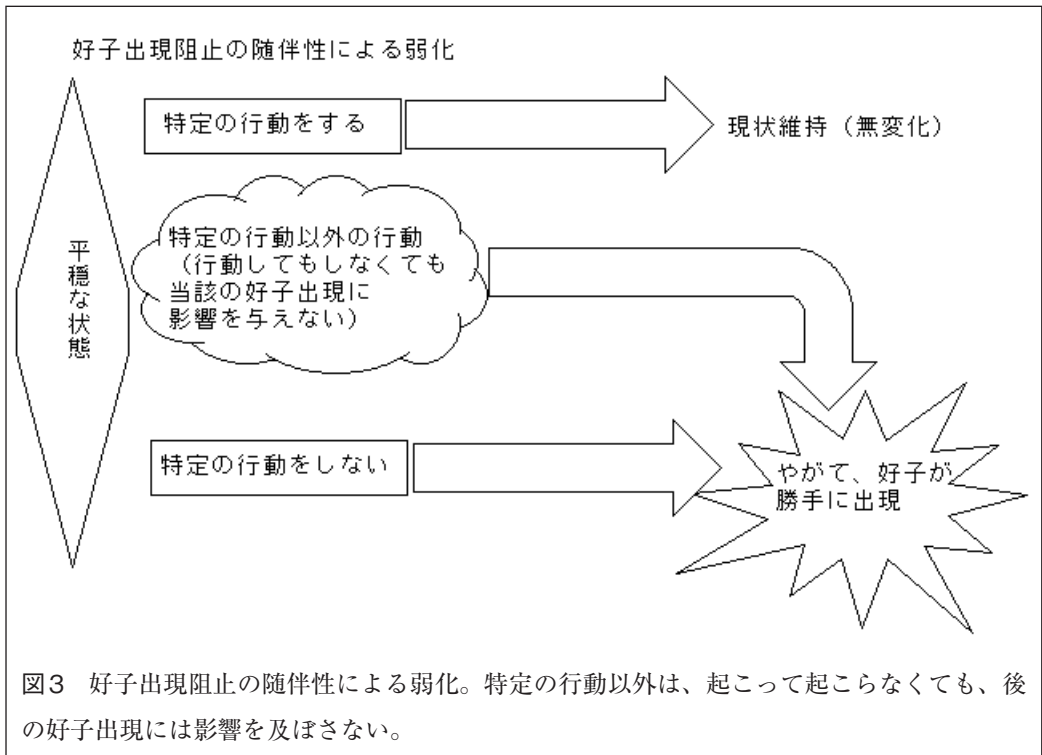 好子出現阻止の随伴性による弱化
特定の行動をする
現状維持（無変化）
平穏な状態
特定の行動以外の行動
（行動してもしなくても
当該の好子出現に
影響を与えない）
特定の行動をしない
やがて、好子が
勝手に出現
図3　好子出現阻止の随伴性による弱化。特定の行動以外は、起こって起こらなくても、後
の好子出現には影響を及ぼさない。